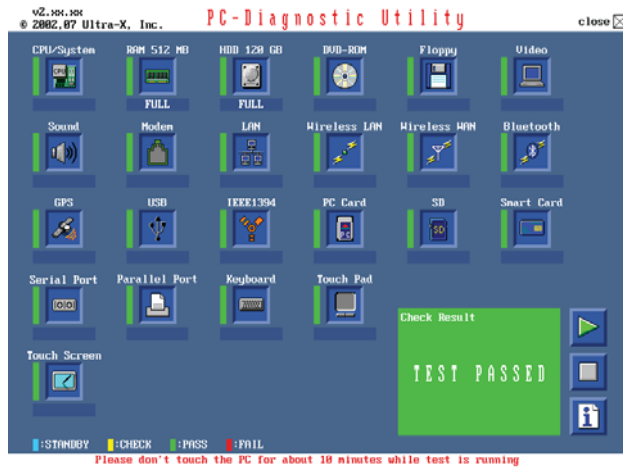 v2.xx.xx
© 2002,07 Ultra-X, Inc.
PC-Diagnostic Utility
close
CPU/System
RAM 512 MB
HDD 120 GB
DVD-ROM
Floppy
Video
FULL
FULL
Sound
Modem
LAN
Wireless LAN
Wireless WAN
Bluetooth
GPS
USB
IEEE1394
PC Card
SD
Smart Card
SD
Serial Port
Parallel Port
Keyboard
Touch Pad
Check Result
TEST PASSED
Touch Screen
:STANDBY
:CHECK
:PASS
:FAIL
Please don't touch the PC for about 10 minutes while test is running